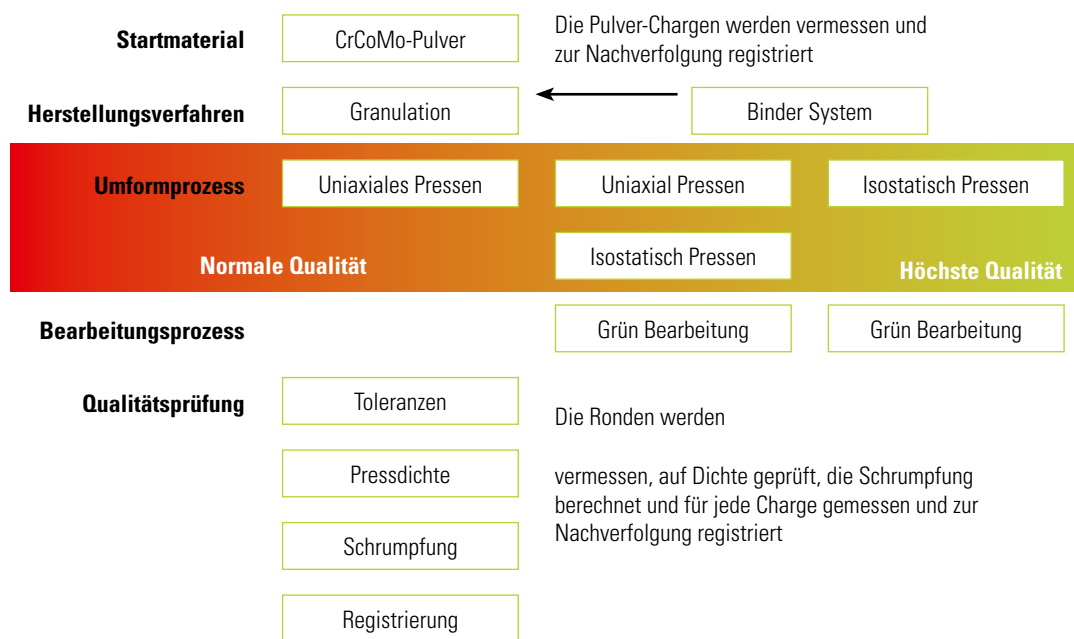 Startmaterial
CrCoMo-Pulver
Die Pulver-Chargen werden vermessen und
zur Nachverfolgung registriert
Herstellungsverfahren
Granulation
Binder System
Umformprozess
Uniaxiales Pressen
Uniaxial Pressen
Isostatisch Pressen
Normale Qualität
Isostatisch Pressen
Höchste Qualität
Bearbeitungsprozess
Grün Bearbeitung
Grün Bearbeitung
Qualitätsprüfung
Toleranzen
Die Ronden werden
Pressdichte
vermessen, auf Dichte geprüft, die Schrumpfung
berechnet und für jede Charge gemessen und zur
Nachverfolgung registriert
Schrumpfung
Registrierung